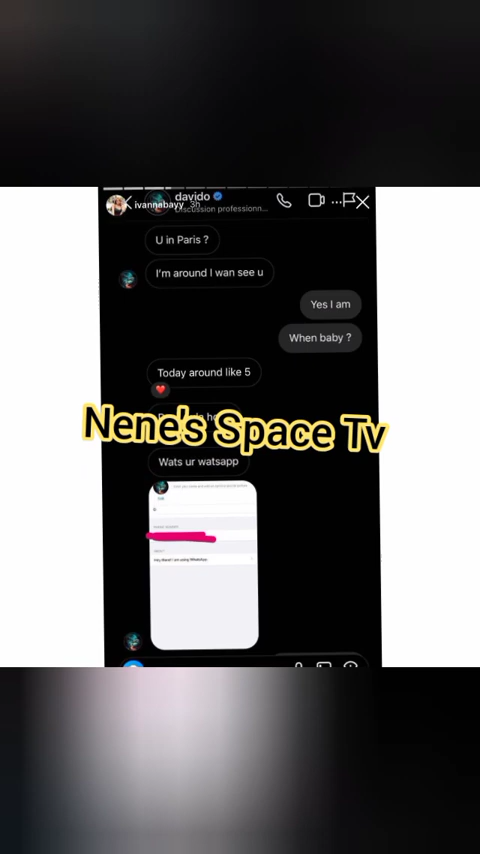 davido
ivannabayy 3h
Discussion professionn...
U in Paris ?
I'm around I wan see u
Yes I am
When baby ?
Today around like 5
Nene's Space Tv
Wats ur watsapp
Hey there! I am using WhatsApp